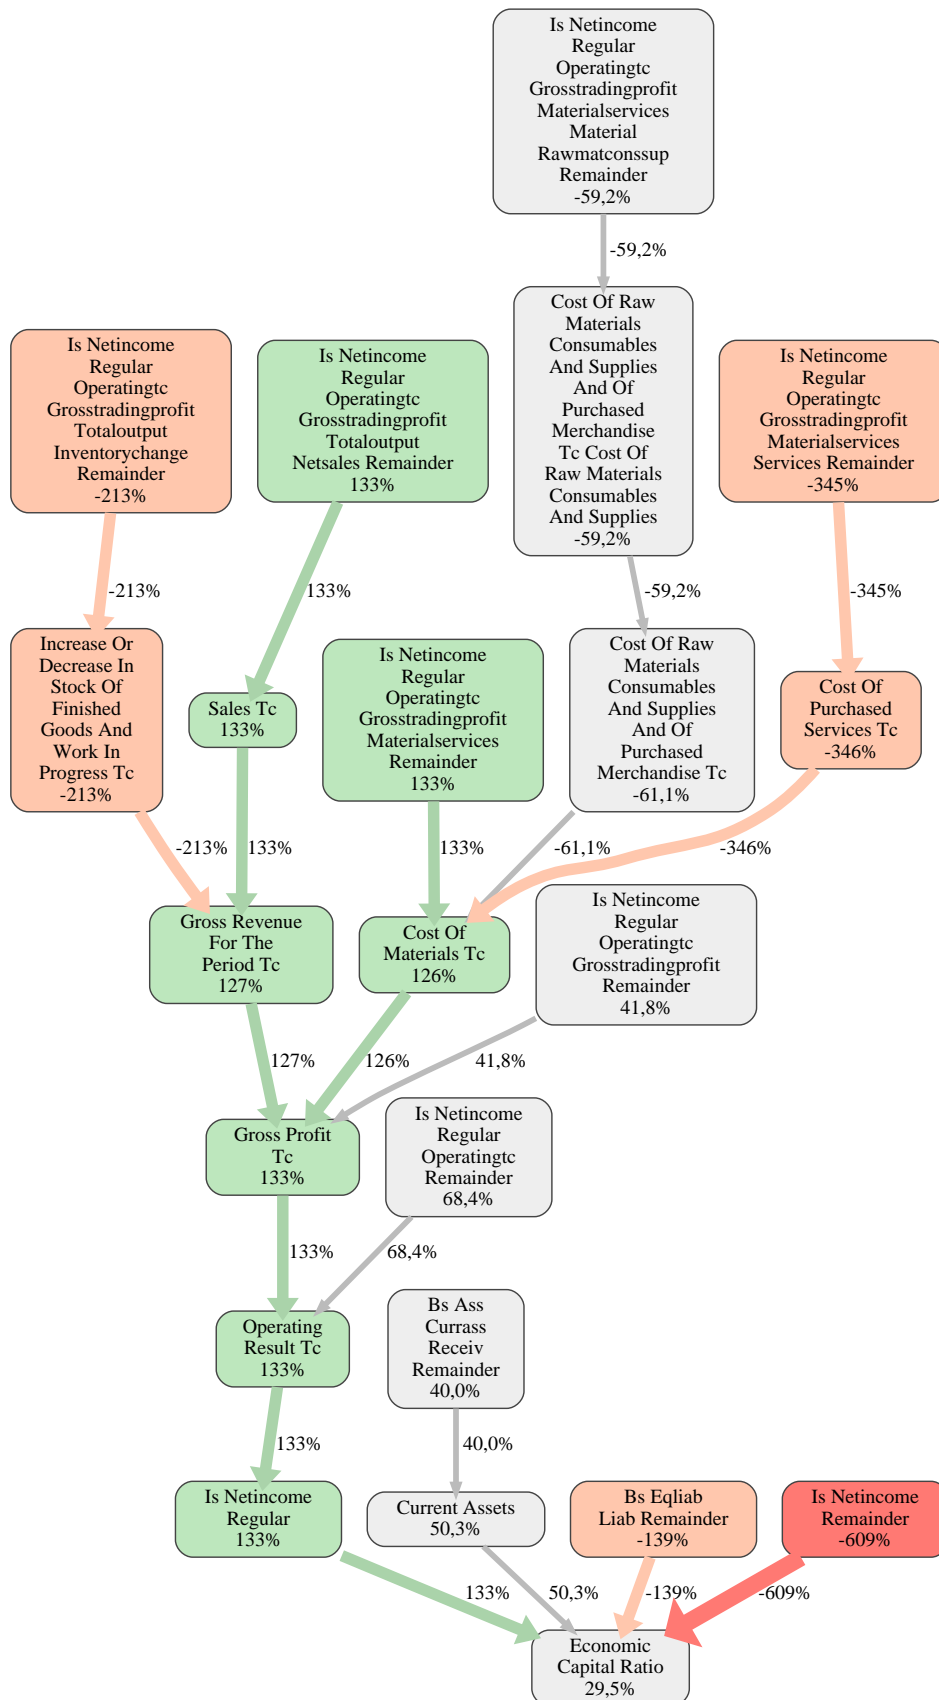 Is Netincome
Regular
Operatingtc
Grosstradingprofit
Materialservices
Material
Rawmatconssup
Remainder
-59,2%
-59,2%
Cost Of Raw
Materials
Consumables
And Supplies
And Of
Purchased
Merchandise
Tc Cost Of
Raw Materials
Consumables
And Supplies
-59,2%
Is Netincome
Regular
Operatingtc
Grosstradingprofit
Totaloutput
Inventorychange
Remainder
-213%
Is Netincome
Regular
Operatingtc
Grosstradingprofit
Totaloutput
Netsales Remainder
133%
Is Netincome
Regular
Operatingtc
Grosstradingprofit
Materialservices
Services Remainder
-345%
-213%
133%
-59,2%
-345%
Increase Or
Decrease In
Stock Of
Finished
Goods And
Work In
Progress Tc
-213%
Sales Tc
133%
Is Netincome
Regular
Operatingtc
Grosstradingprofit
Materialservices
Remainder
133%
Cost Of Raw
Materials
Consumables
And Supplies
And Of
Purchased
Merchandise Tc
-61,1%
Cost Of
Purchased
Services Tc
-346%
-213%
133%
133%
-61,1%
-346%
Gross Revenue
For The
Period Tc
127%
Cost Of
Materials Tc
126%
Is Netincome
Regular
Operatingtc
Grosstradingprofit
Remainder
41,8%
127%
126%
41,8%
Gross Profit
Tc
133%
Is Netincome
Regular
Operatingtc
Remainder
68,4%
133%
68,4%
Operating
Result Tc
133%
Bs Ass
Currass
Receiv
Remainder
40,0%
133%
40,0%
Is Netincome
Regular
133%
Current Assets
50,3%
Bs Eqliab
Liab Remainder
-139%
Is Netincome
Remainder
-609%
133%
50,3%
-139%
-609%
Economic
Capital Ratio
29,5%